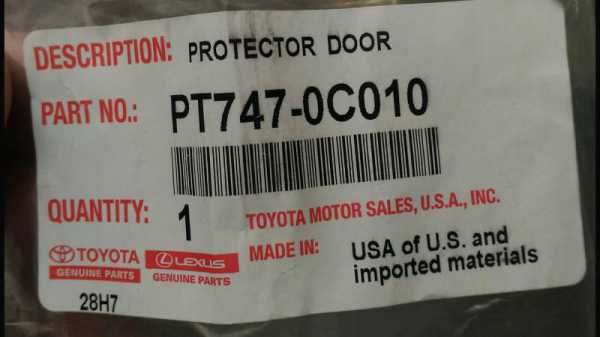 DESCRIPTION: PROTECTOR DOOR
PART NO.: PT747-0C010
QUANTITY: 1
TOYOTA MOTOR SALES, U.S.A., INC.
MADE IN: USA of U.S. and
imported materials
TOYOTA
GENUINE PARTS
LEXUS
GENUINE PARTS
28H7